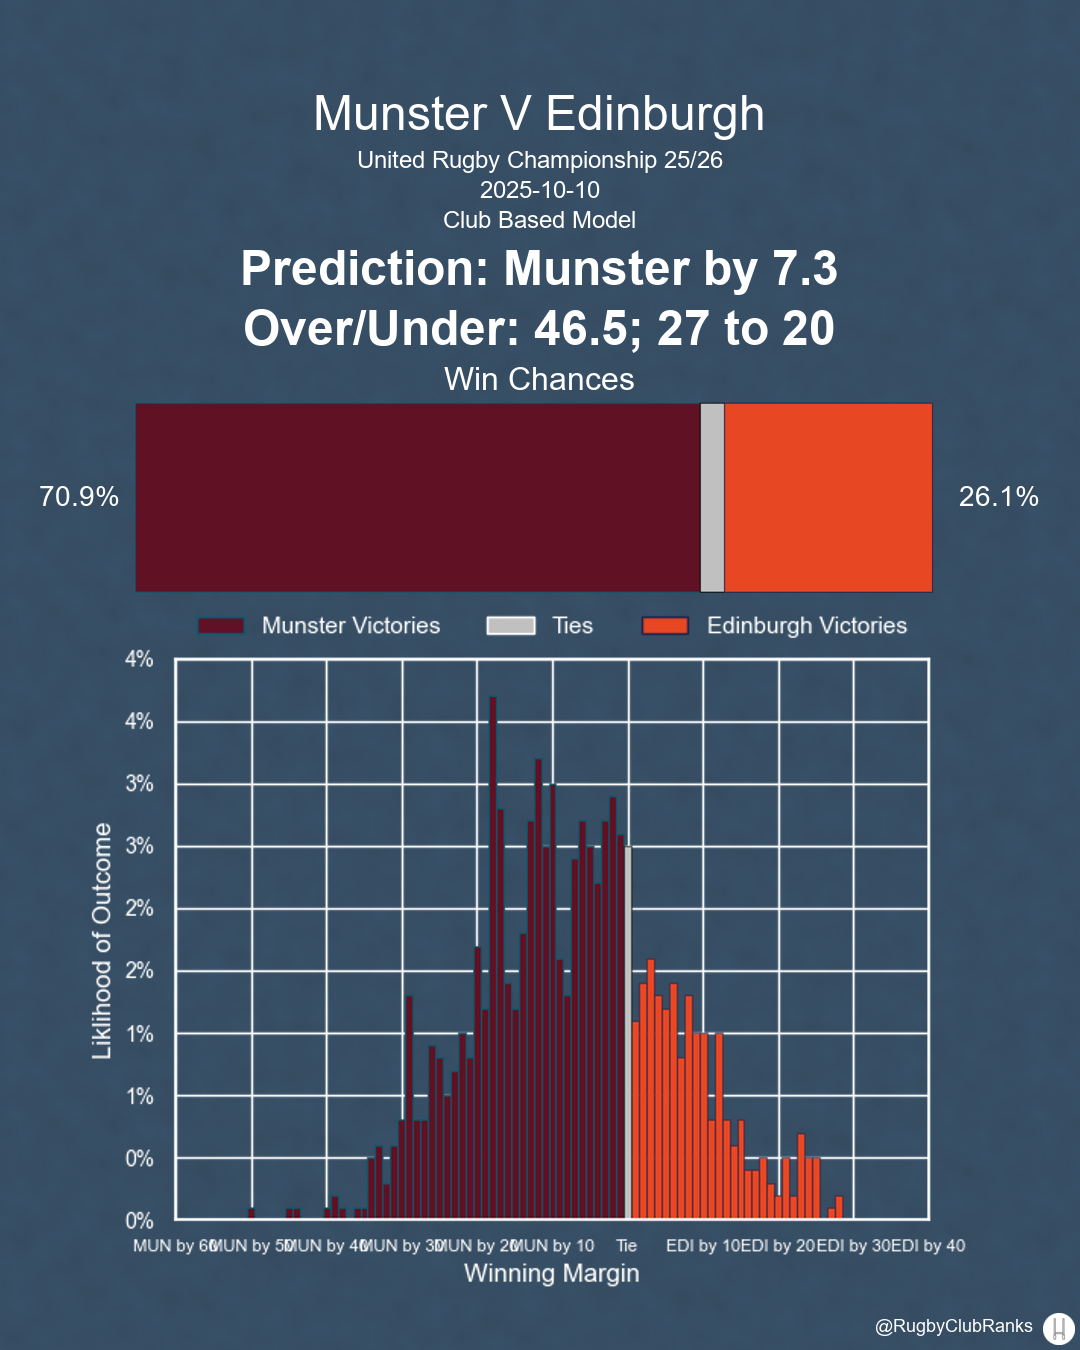 Munster V Edinburgh
United Rugby Championship 25/26
2025-10-10
Club Based Model
Prediction: Munster by 7.3
Over/Under: 46.5; 27 to 20
Win Chances
70.9%
26.1%
Munster Victories Ties Edinburgh Victories
4%
4%
3%
3%
2%
2%
1%
1%
0%
0%
Liklihood of Outcome
MUN by 60 MUN by 50 MUN by 40 MUN by 30 MUN by 20 MUN by 10 Tie EDI by 10 EDI by 20 EDI by 30 EDI by 40
Winning Margin
@RugbyClubRanks